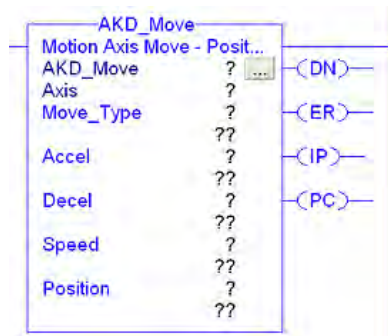 AKD_Move
Motion Axis Move - Posit...
AKD_Move ? ... (DN)
Axis ?
Move_Type ? (ER)
??
Accel ? (IP)
??
Decel ? (PC)
??
Speed ?
??
Position ?
??